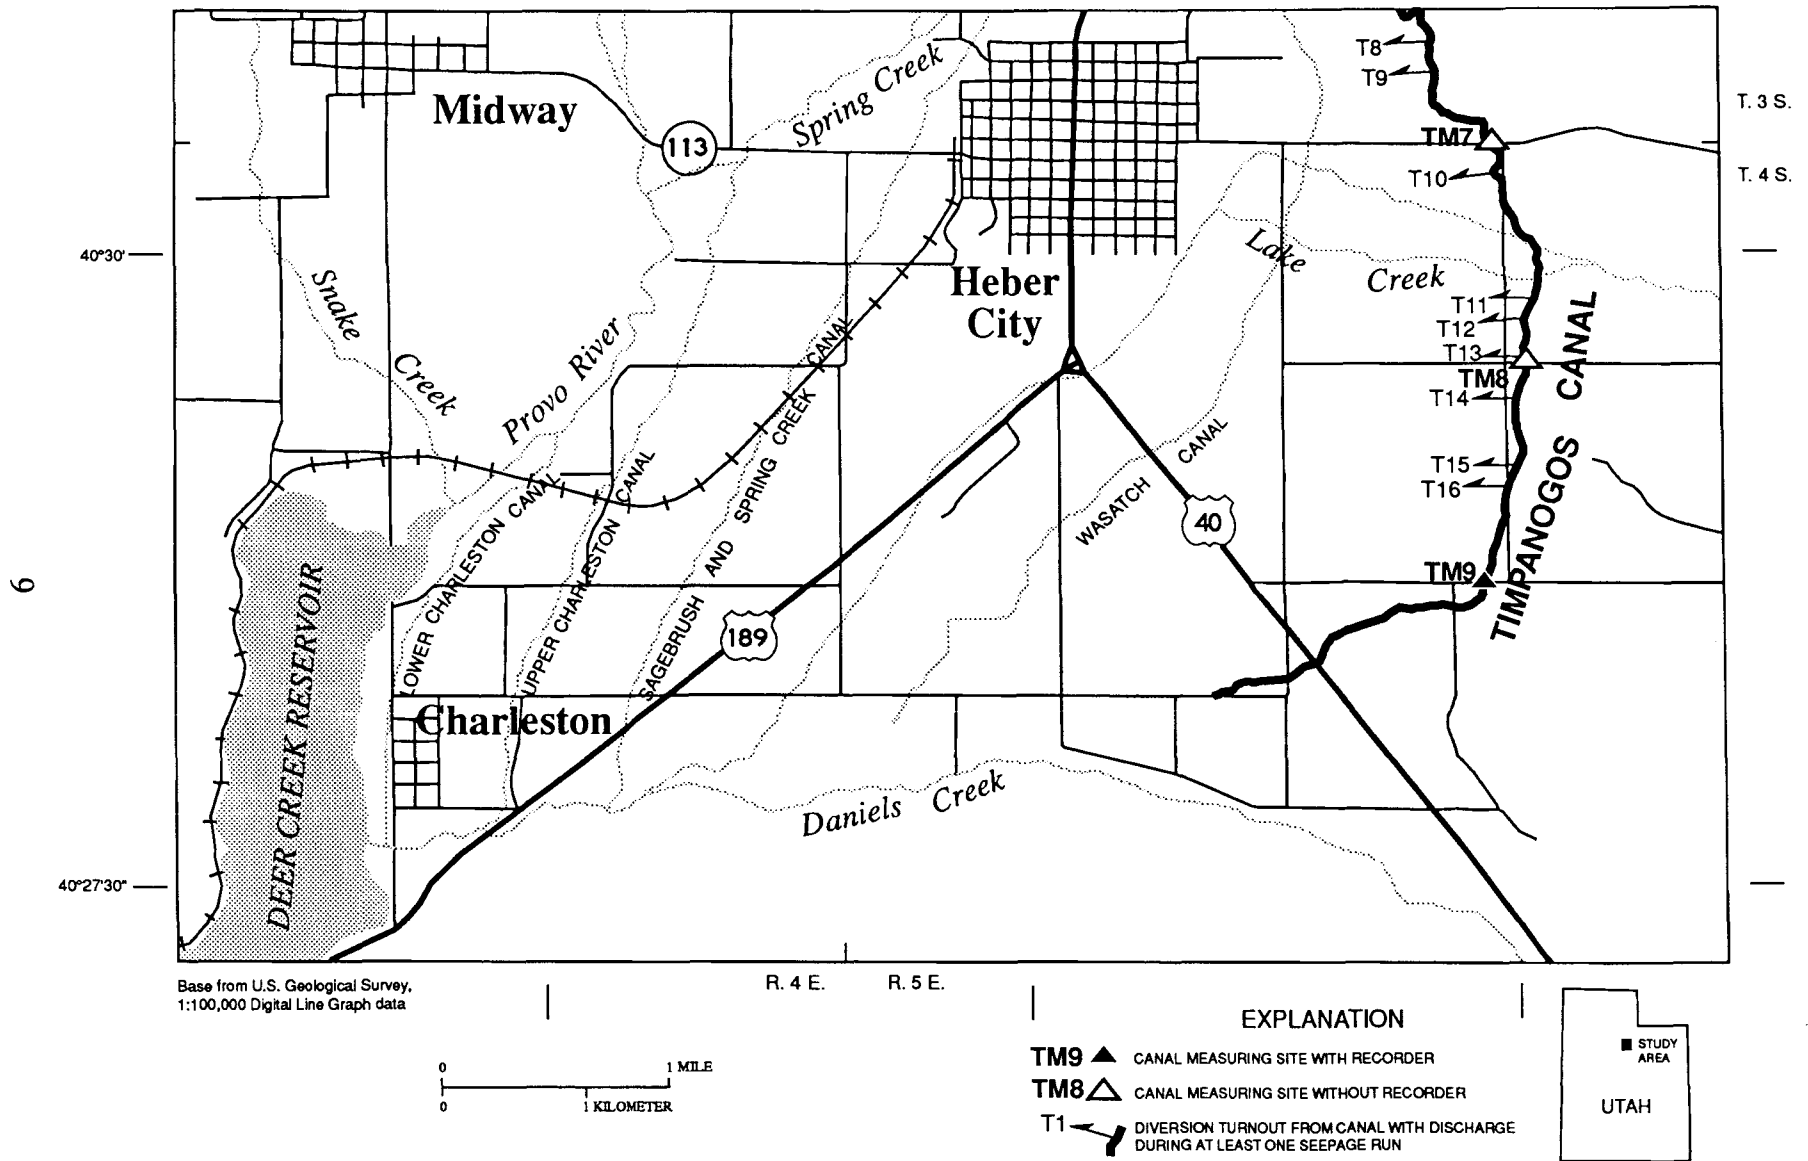 T8
T9
T. 3 S.
Midway
Spring Creek
113
TM7
T10
T. 4 S.
40°30'
Snake
Creek
Provo River
Heber
City
Lake
Creek
T11
T12
T13
TM8
T14
T15
T16
TM9
TIMPANOGOS CANAL
CANAL
SAGEBRUSH AND SPRING CREEK
LOWER CHARLESTON CANAL
UPPER CHARLESTON CANAL
WASATCH CANAL
40
189
9
DEER CREEK RESERVOIR
Charleston
Daniels Creek
40°27'30"
Base from U.S. Geological Survey,
1:100,000 Digital Line Graph data
R. 4 E. R. 5 E.
0 1 MILE
0 1 KILOMETER
EXPLANATION
TM9 CANAL MEASURING SITE WITH RECORDER
TM8 CANAL MEASURING SITE WITHOUT RECORDER
T1 DIVERSION TURNOUT FROM CANAL WITH DISCHARGE
DURING AT LEAST ONE SEEPAGE RUN
STUDY
AREA
UTAH